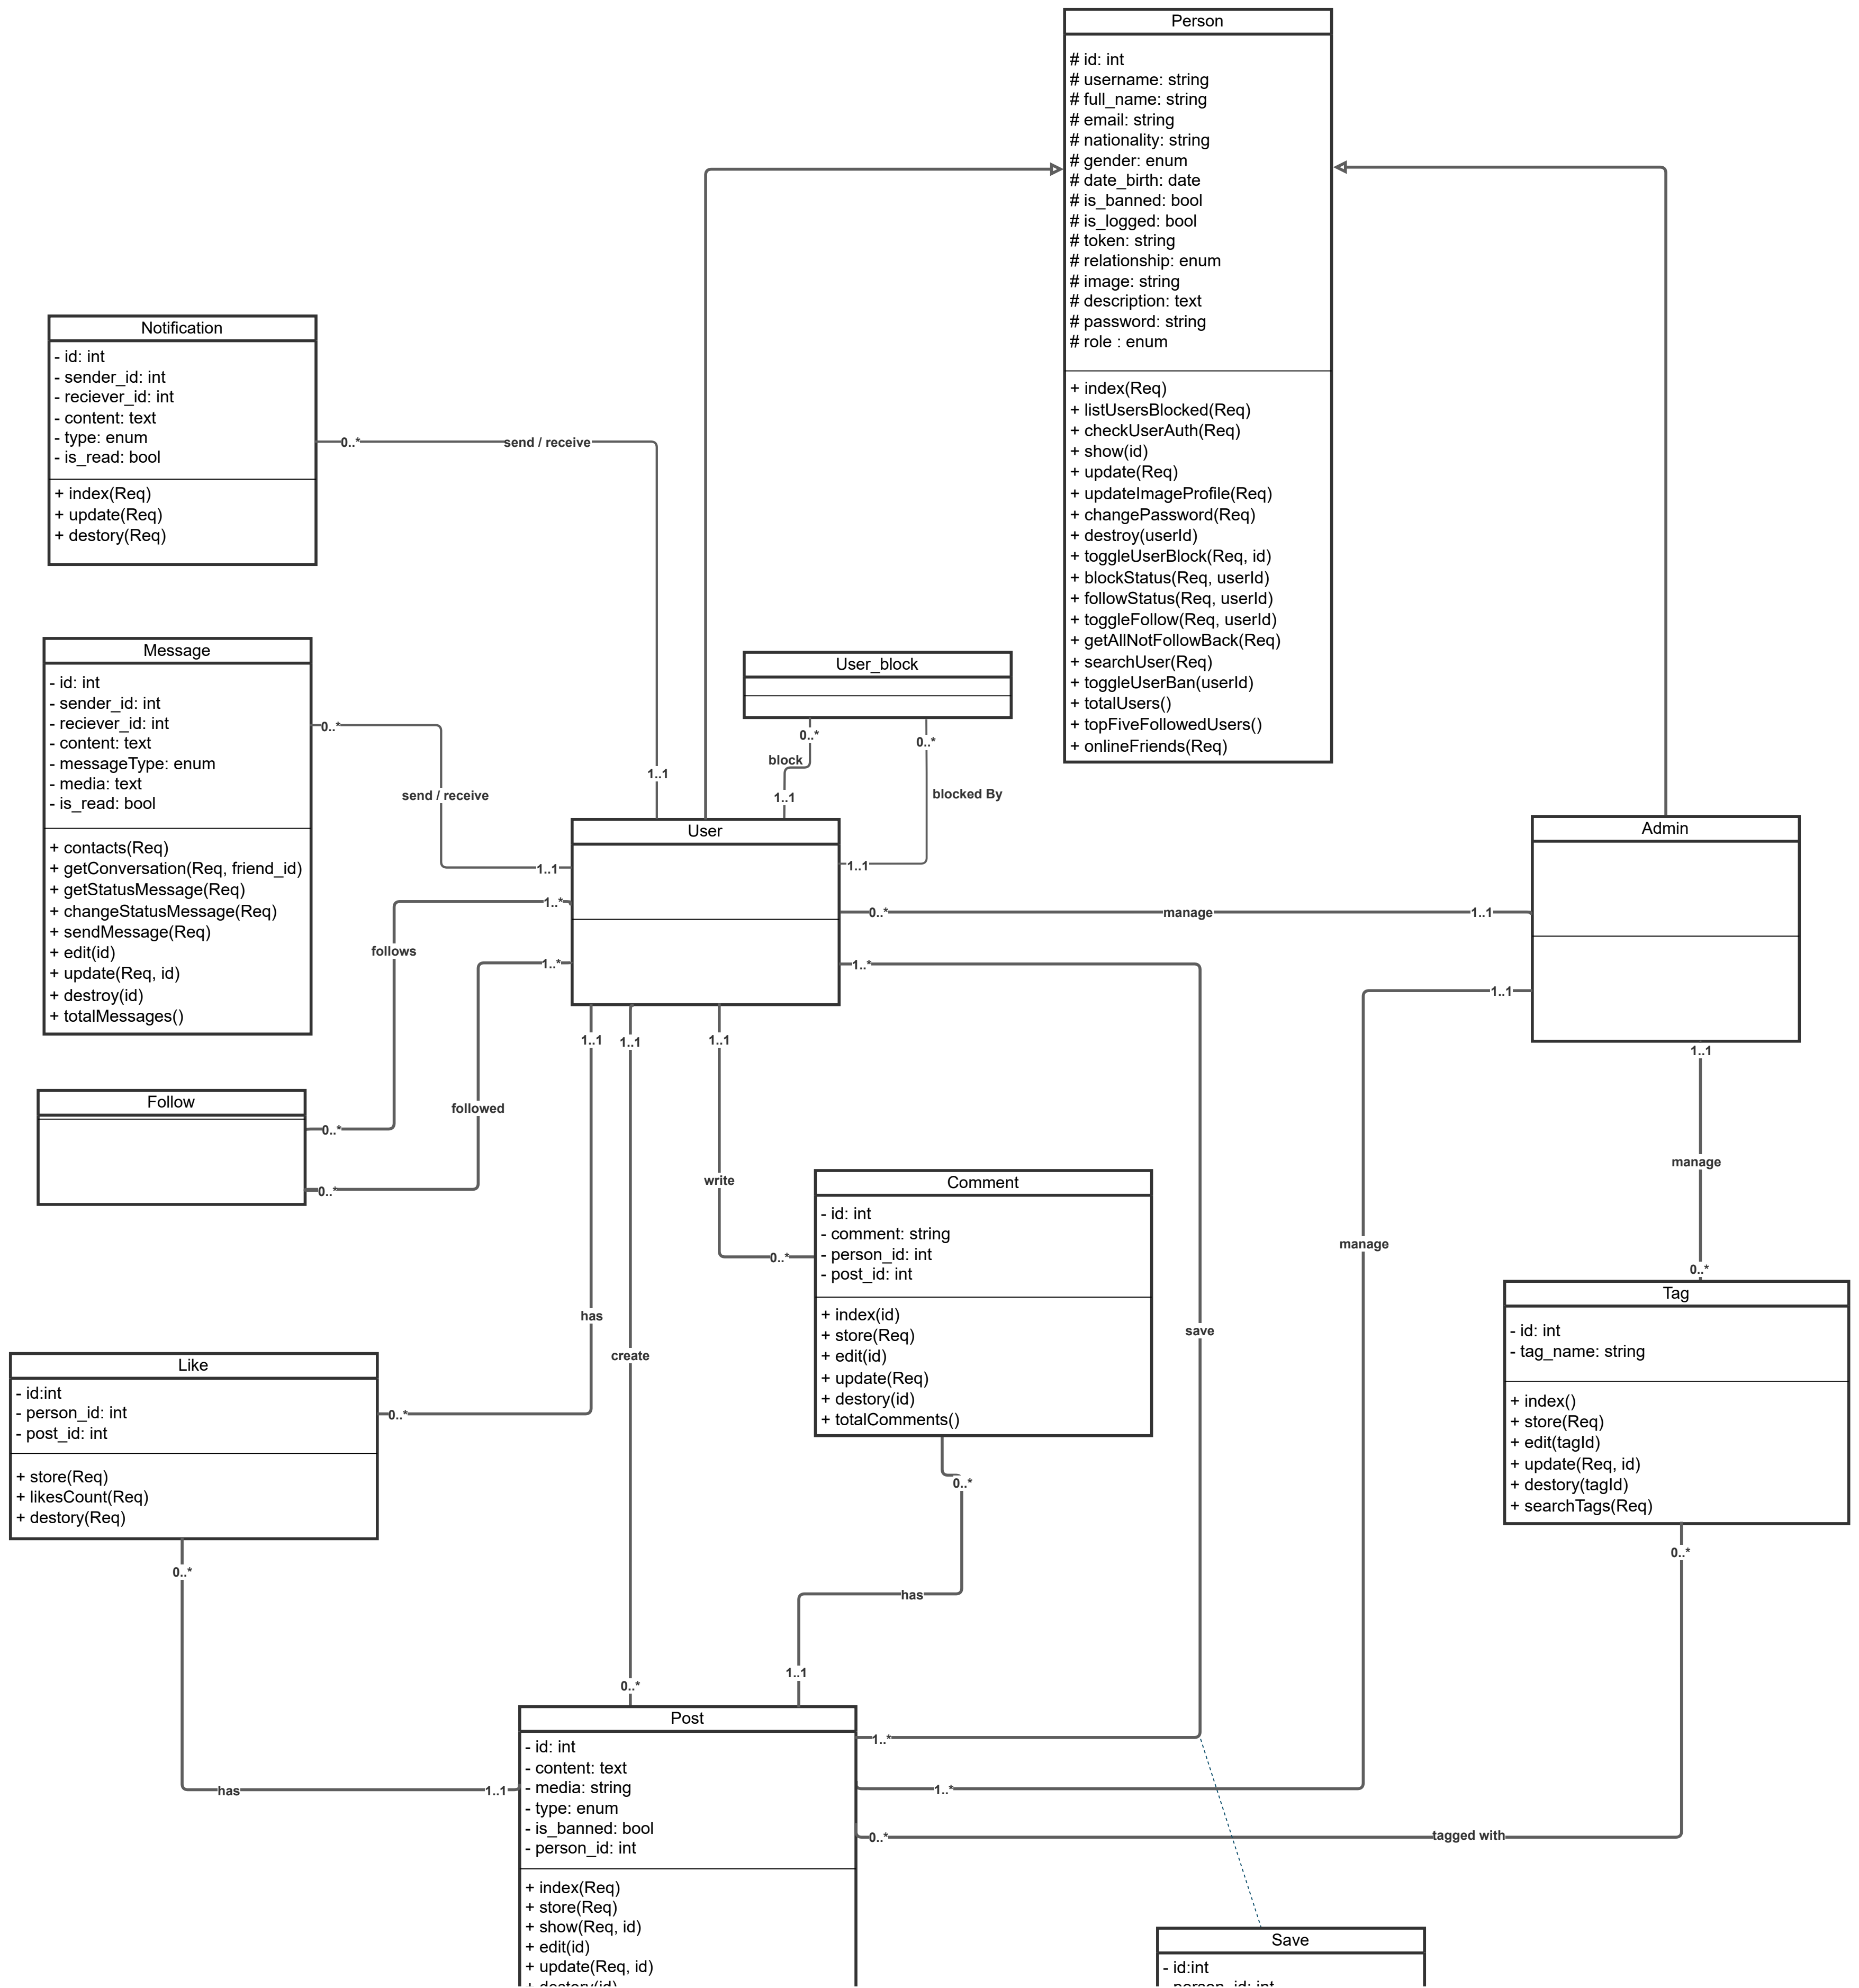 Person
# id: int
# username: string
# full_name: string
# email: string
# nationality: string
# gender: enum
# date_birth: date
# is_banned: bool
# is_logged: bool
# token: string
# relationship: enum
# image: string
# description: text
# password: string
# role : enum
+ index(Req)
+ listUsersBlocked(Req)
+ checkUserAuth(Req)
+ show(id)
+ update(Req)
+ updateImageProfile(Req)
+ changePassword(Req)
+ destroy(userId)
+ toggleUserBlock(Req, id)
+ blockStatus(Req, userId)
+ followStatus(Req, userId)
+ toggleFollow(Req, userId)
+ getAllNotFollowBack(Req)
+ searchUser(Req)
+ toggleUserBan(userId)
+ totalUsers()
+ topFiveFollowedUsers()
+ onlineFriends(Req)
Notification
- id: int
- sender_id: int
- reciever_id: int
- content: text
- type: enum
- is_read: bool
+ index(Req)
+ update(Req)
+ destory(Req)
0..*
send / receive
1..1
Message
- id: int
- sender_id: int
- reciever_id: int
- content: text
- messageType: enum
- media: text
- is_read: bool
+ contacts(Req)
+ getConversation(Req, friend_id)
+ getStatusMessage(Req)
+ changeStatusMessage(Req)
+ sendMessage(Req)
+ edit(id)
+ update(Req, id)
+ destroy(id)
+ totalMessages()
0..*
send / receive
1..1
User_block
0..*
block
1..1
0..*
blocked By
1..1
User
Admin
0..*
manage
1..1
1..*
follows
0..*
1..*
followed
0..*
Follow
1..1
has
0..*
1..1
create
0..*
1..1
write
0..*
1..*
save
1..*
1..1
manage
1..*
1..1
manage
0..*
Comment
- id: int
- comment: string
- person_id: int
- post_id: int
+ index(id)
+ store(Req)
+ edit(id)
+ update(Req)
+ destory(id)
+ totalComments()
0..*
has
1..1
Tag
- id: int
- tag_name: string
+ index()
+ store(Req)
+ edit(tagId)
+ update(Req, id)
+ destory(tagId)
+ searchTags(Req)
0..*
tagged with
0..*
Like
- id:int
- person_id: int
- post_id: int
+ store(Req)
+ likesCount(Req)
+ destory(Req)
0..*
has
1..1
Post
- id: int
- content: text
- media: string
- type: enum
- is_banned: bool
- person_id: int
+ index(Req)
+ store(Req)
+ show(Req, id)
+ edit(id)
+ update(Req, id)
+ destory(id)
Save
- id:int
- person_id: int